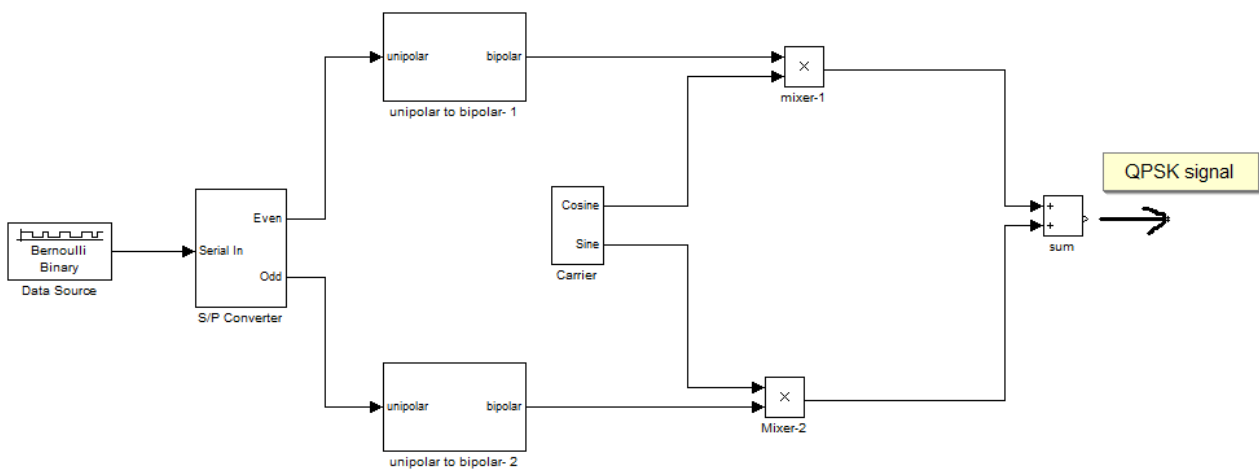 unipolar
bipolar
unipolar to bipolar- 1
×
mixer-1
QPSK signal
Bernoulli
Binary
Data Source
Serial In
Even
Odd
S/P Converter
Cosine
Sine
Carrier
+
+
sum
unipolar
bipolar
unipolar to bipolar- 2
×
Mixer-2